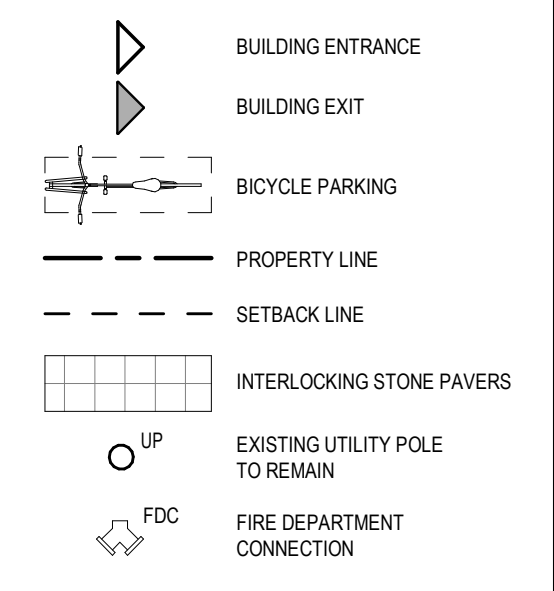 BUILDING ENTRANCE
BUILDING EXIT
BICYCLE PARKING
PROPERTY LINE
SETBACK LINE
INTERLOCKING STONE PAVERS
UP
EXISTING UTILITY POLE
TO REMAIN
FDC
FIRE DEPARTMENT
CONNECTION